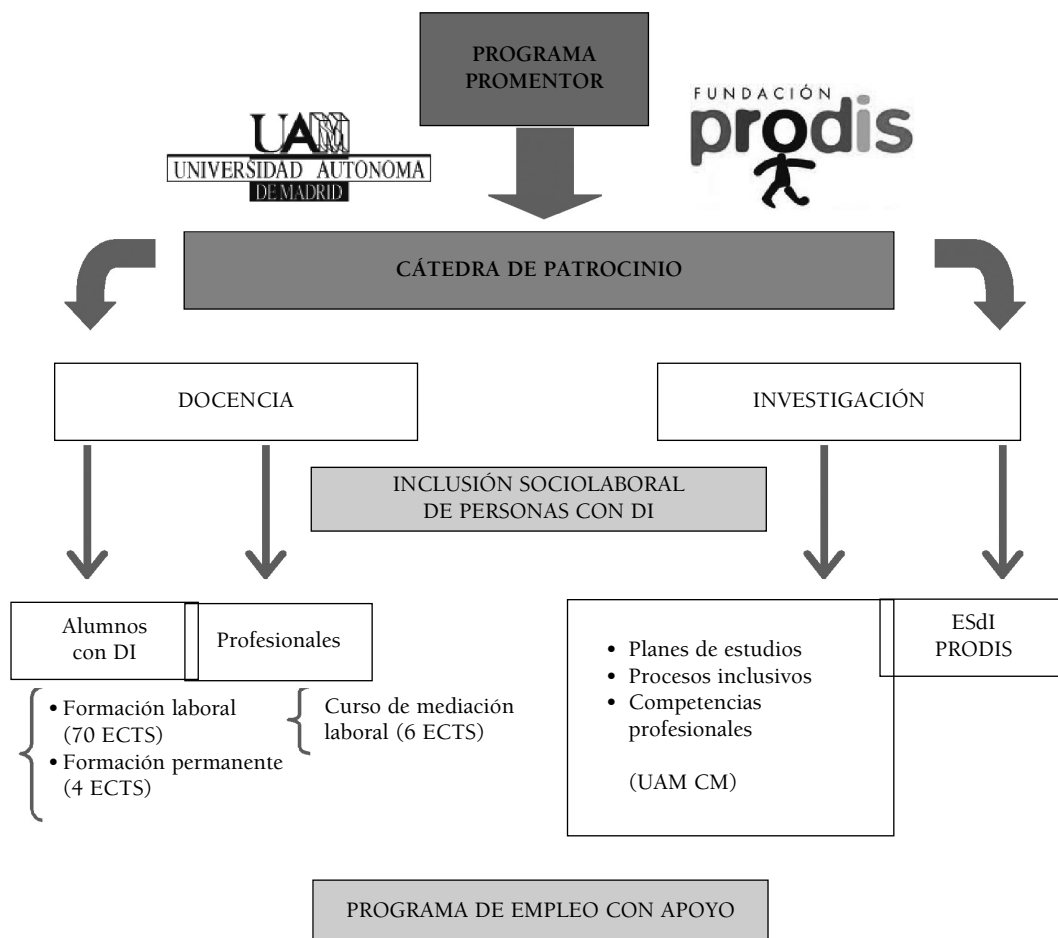 PROGRAMA
PROMENTOR
UAM
UNIVERSIDAD AUTONOMA
DE MADRID
FUNDACIÓN
prodis
CÁTEDRA DE PATROCINIO
DOCENCIA
INVESTIGACIÓN
INCLUSIÓN SOCIOLABORAL
DE PERSONAS CON DI
Alumnos
con DI
Profesionales
• Formación laboral
(70 ECTS)
• Formación permanente
(4 ECTS)
Curso de mediación
laboral (6 ECTS)
• Planes de estudios
• Procesos inclusivos
• Competencias
profesionales
(UAM CM)
ESdI
PRODIS
PROGRAMA DE EMPLEO CON APOYO